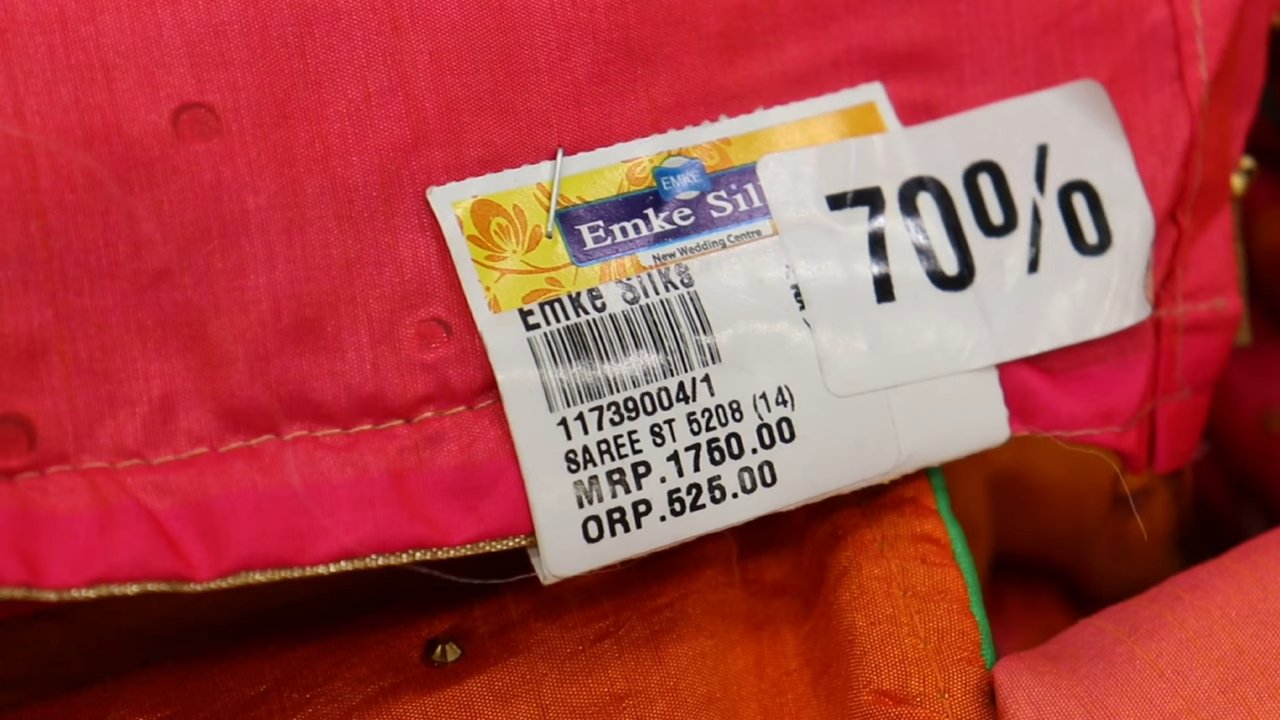 EMKE
Emke Sil
New Wedding Centre
Emke Silks
70%
11739004/1
SAREE ST 5208 (14)
MRP.1750.00
ORP.525.00